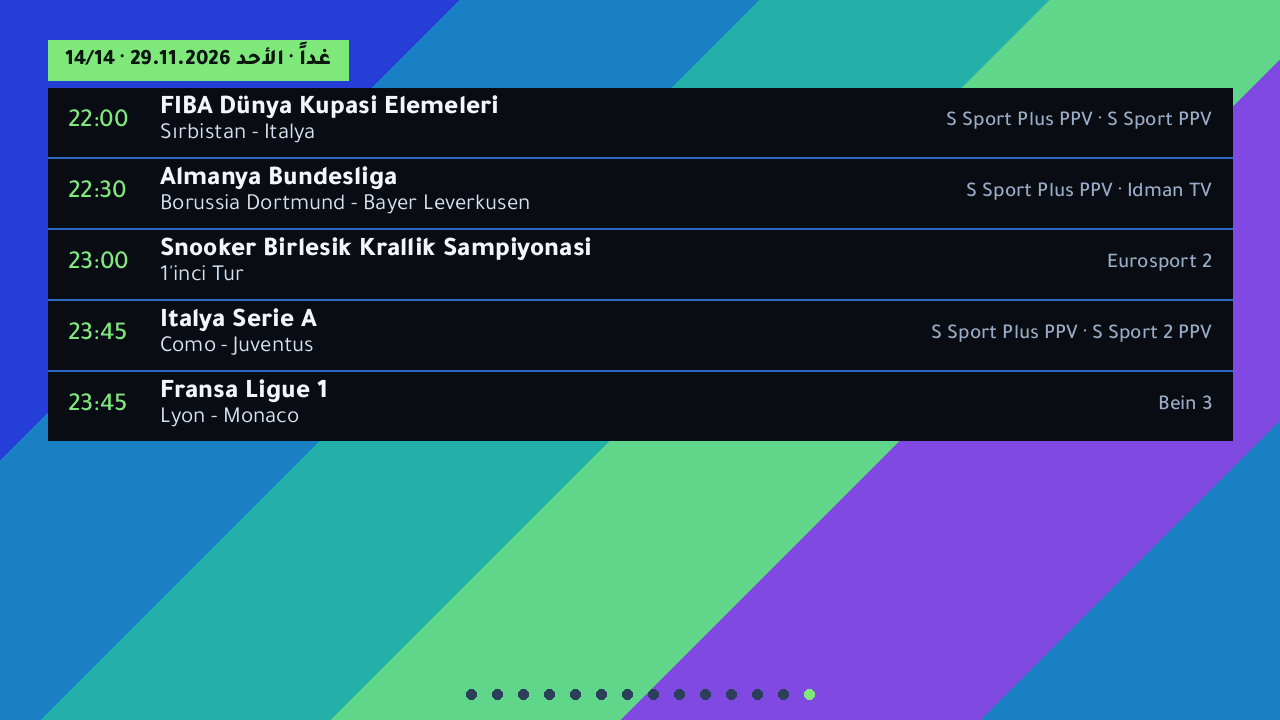 غداً · الأحد 29.11.2026 · 14/14
22:00
FIBA Dünya Kupasi Elemeleri
Sırbistan - Italya
S Sport Plus PPV · S Sport PPV
22:30
Almanya Bundesliga
Borussia Dortmund - Bayer Leverkusen
S Sport Plus PPV · Idman TV
23:00
Snooker Birlesik Krallik Sampiyonasi
1'inci Tur
Eurosport 2
23:45
Italya Serie A
Como - Juventus
S Sport Plus PPV · S Sport 2 PPV
23:45
Fransa Ligue 1
Lyon - Monaco
Bein 3